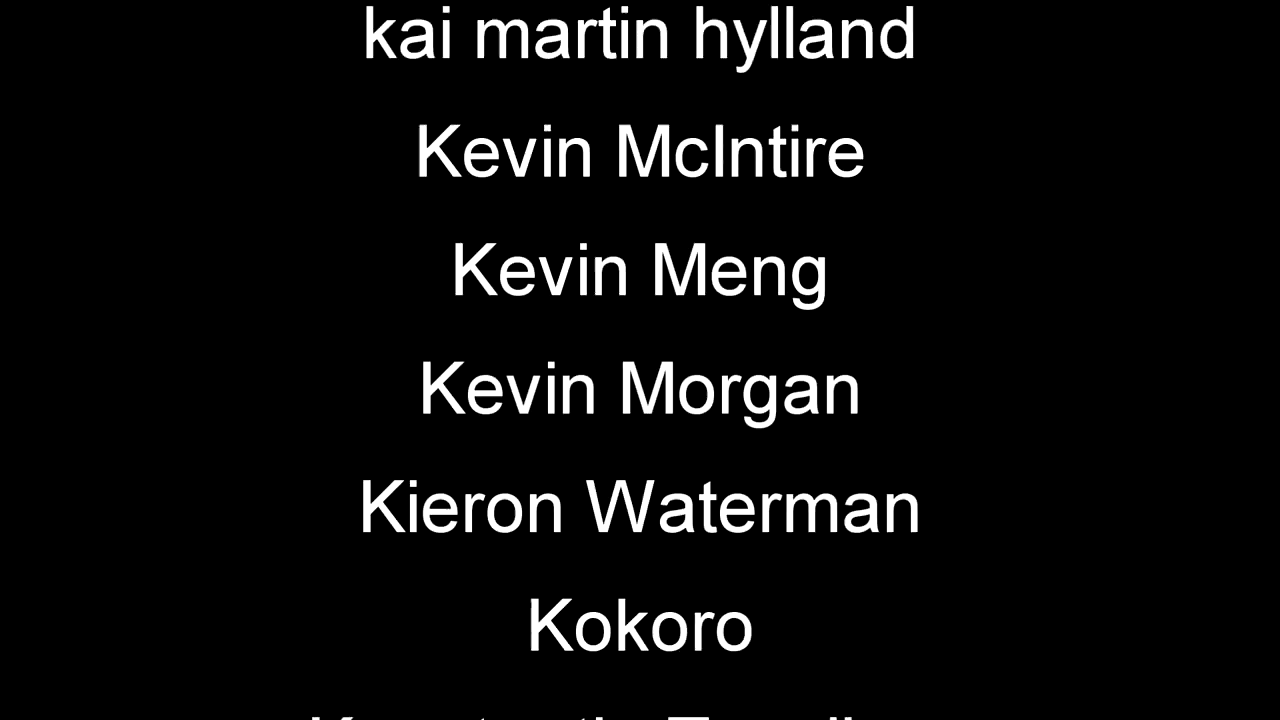 kai martin hylland
Kevin McIntire
Kevin Meng
Kevin Morgan
Kieron Waterman
Kokoro